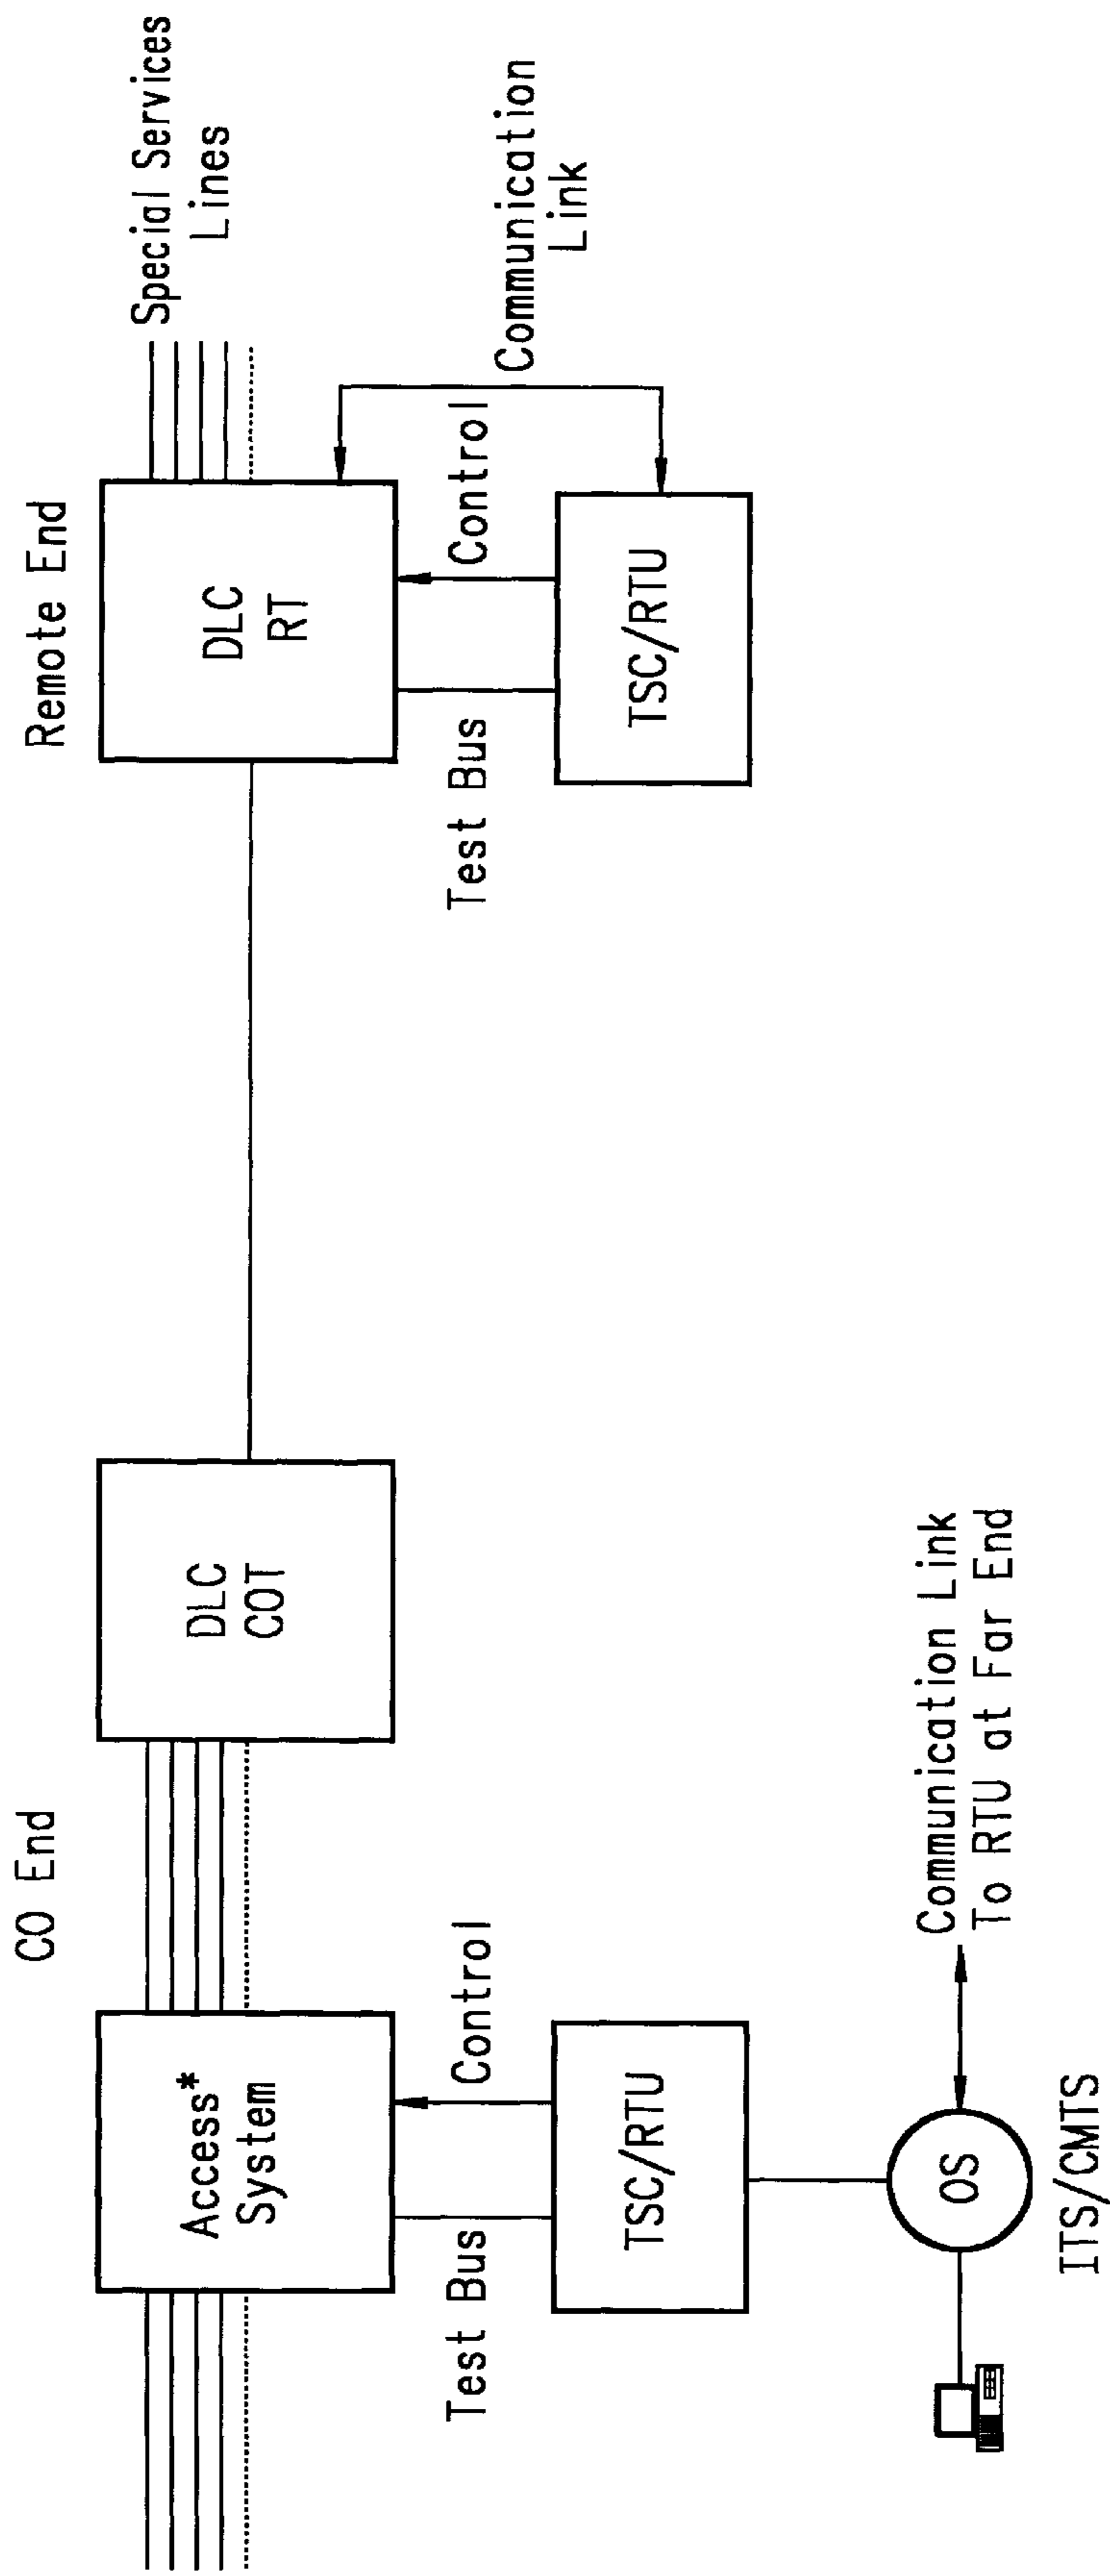 CO End
Remote End
Access*
System
DLC
COT
DLC
RT
Special Services
Lines
Test Bus
Control
Test Bus
Control
Communication
Link
TSC/RTU
TSC/RTU
OS
Communication Link
To RTU at Far End
ITS/CMTS